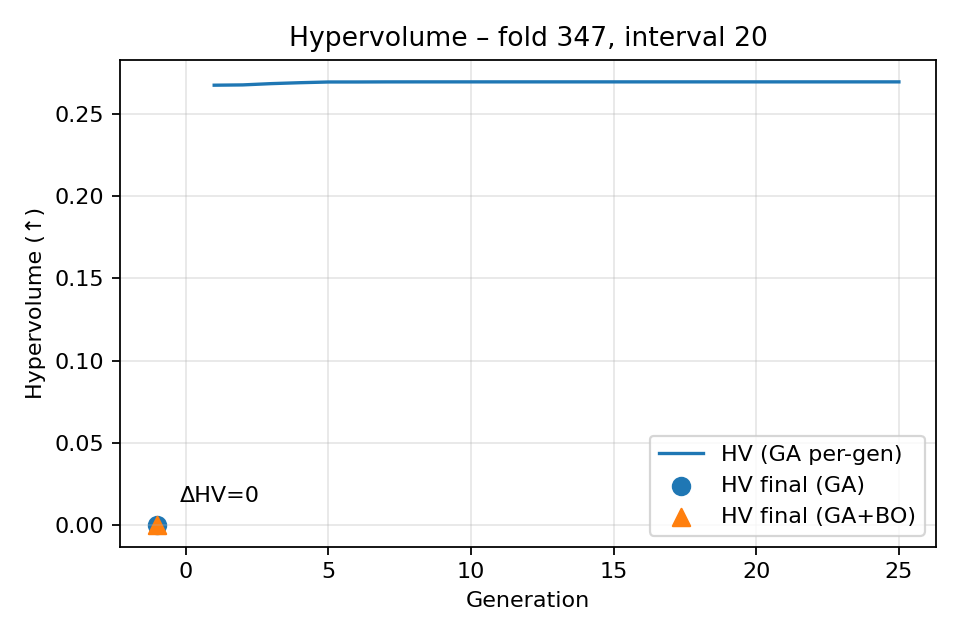 Hypervolume – fold 347, interval 20
Hypervolume (↑)
0.25
0.20
0.15
0.10
0.05
0.00
ΔHV=0
HV (GA per-gen)
HV final (GA)
HV final (GA+BO)
0 5 10 15 20 25
Generation